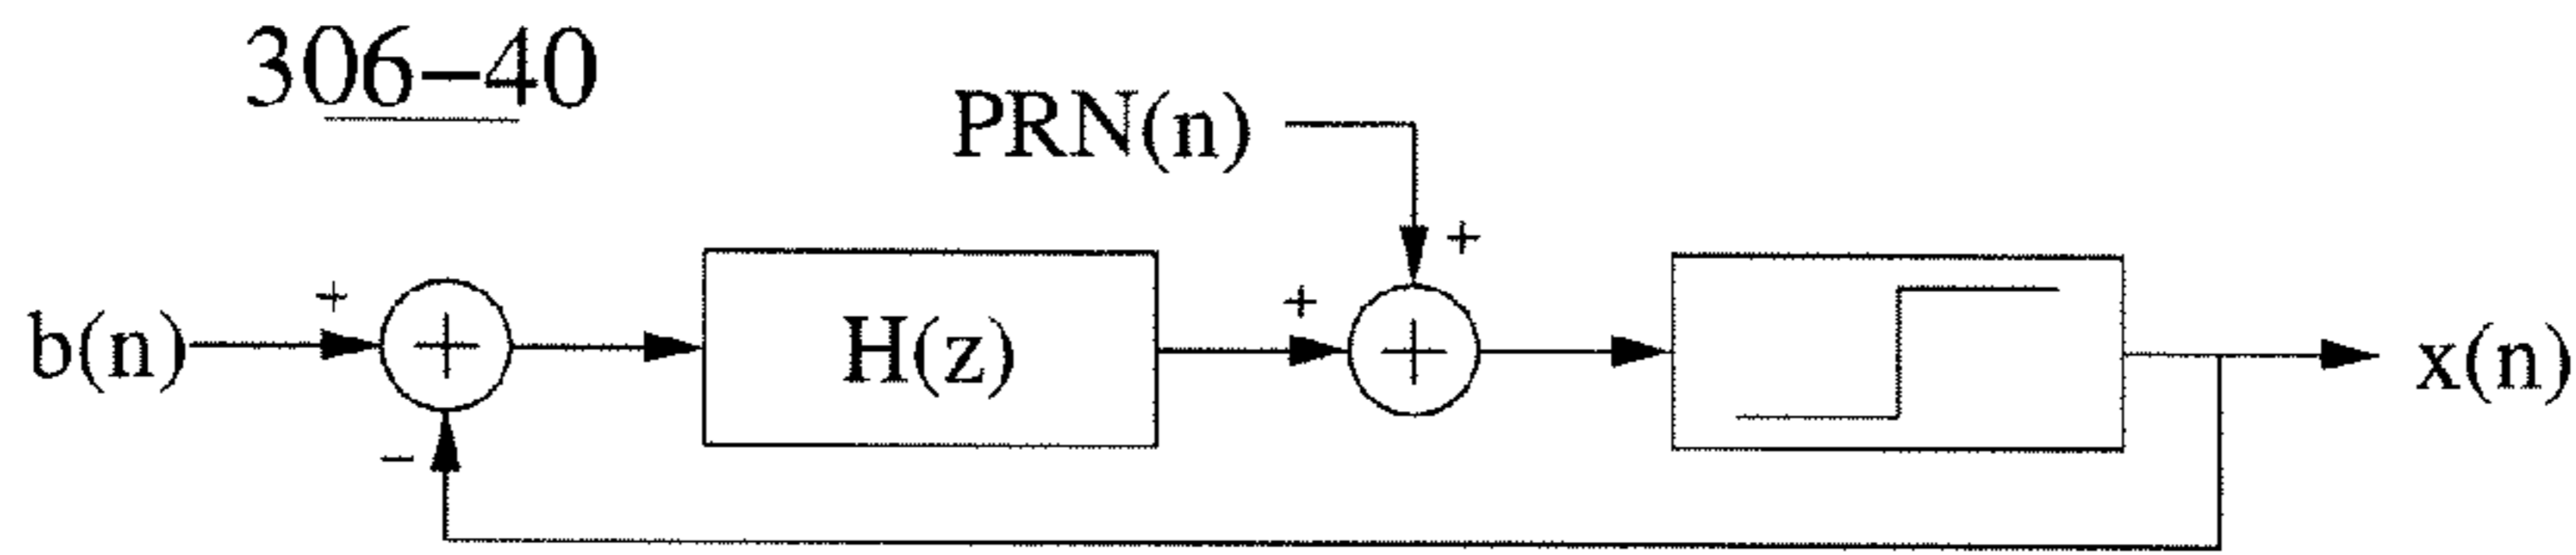 306–40
PRN(n)
+
+
+
b(n)
+
H(z)
+
x(n)
–